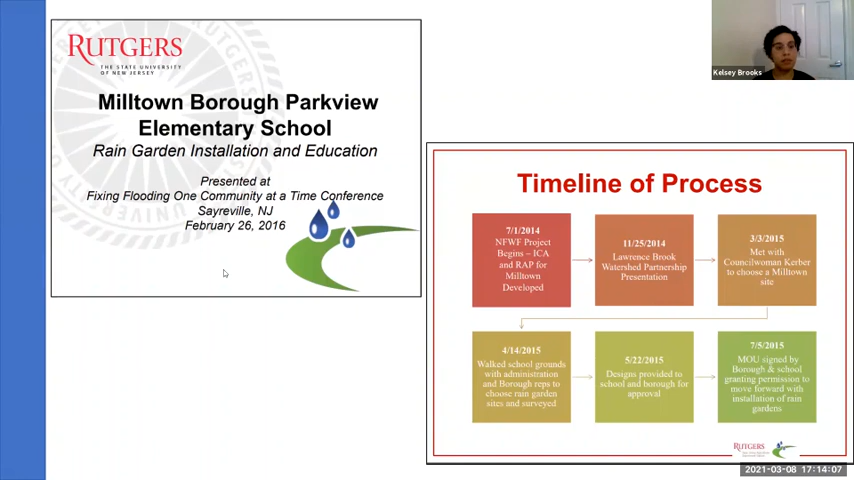 RUTGERS
THE STATE UNIVERSITY
OF NEW JERSEY
Milltown Borough Parkview
Elementary School
Rain Garden Installation and Education
Presented at
Fixing Flooding One Community at a Time Conference
Sayreville, NJ
February 26, 2016
Kelsey Brooks
Timeline of Process
7/1/2014
NFWF Project
Begins – ICA
and RAP for
Milltown
Developed
11/25/2014
Lawrence Brook
Watershed Partnership
Presentation
3/3/2015
Met with
Councilwoman Kerber
to choose a Milltown
site
4/14/2015
Walked school grounds
with administration
and Borough reps to
choose rain garden
sites and surveyed
5/22/2015
Designs provided to
school and borough for
approval
7/5/2015
MOU signed by
Borough & school
granting permission to
move forward with
installation of rain
gardens
RUTGERS
2021-03-08 17:14:07